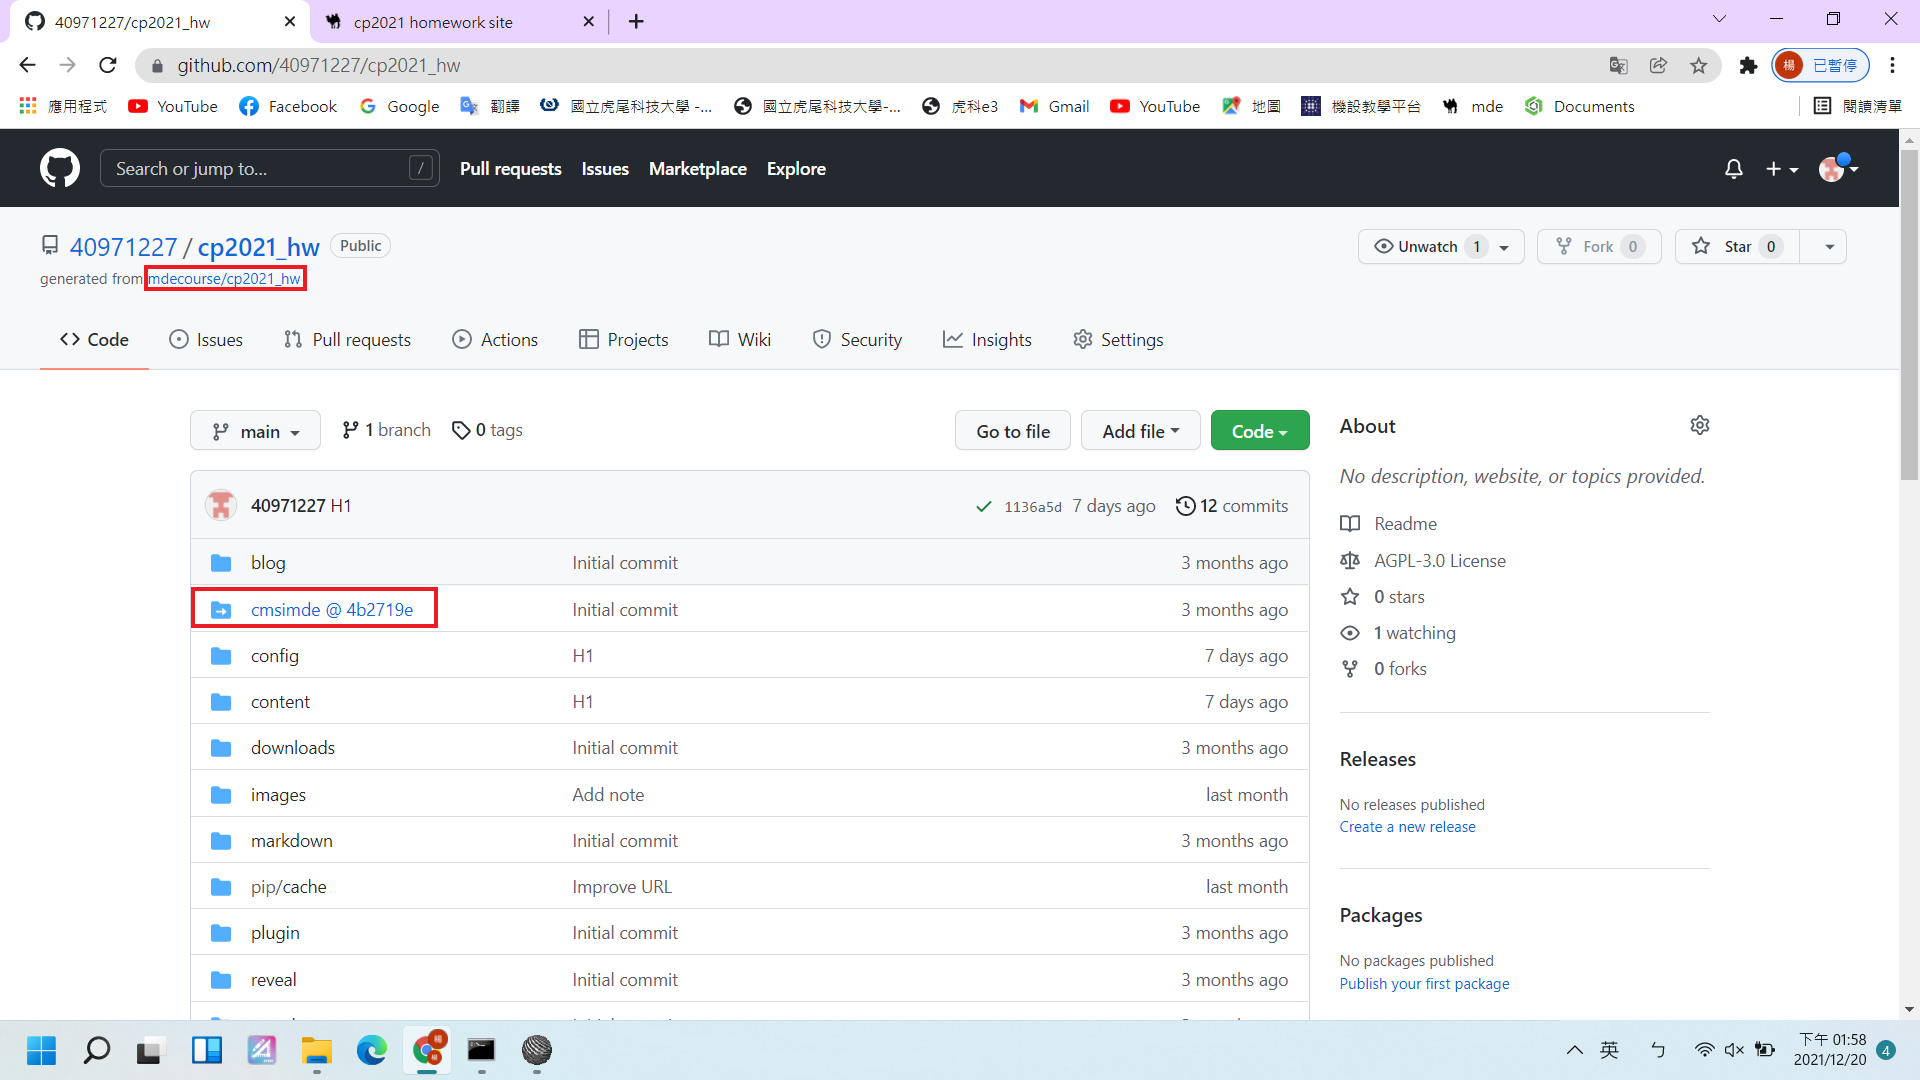 40971227/cp2021_hw
cp2021 homework site
github.com/40971227/cp2021_hw
楊 已暫停
應用程式 YouTube Facebook Google 翻譯 國立虎尾科技大學 -... 國立虎尾科技大學-... 虎科e3 Gmail YouTube 地圖 機設教學平台 mde Documents 閱讀清單
Search or jump to... / Pull requests Issues Marketplace Explore
40971227 / cp2021_hw Public
Unwatch 1 Fork 0 Star 0
generated from mdecourse/cp2021_hw
Code Issues Pull requests Actions Projects Wiki Security Insights Settings
main 1 branch 0 tags Go to file Add file Code
40971227 H1 1136a5d 7 days ago 12 commits
blog Initial commit 3 months ago
cmsimde @ 4b2719e Initial commit 3 months ago
config H1 7 days ago
content H1 7 days ago
downloads Initial commit 3 months ago
images Add note last month
markdown Initial commit 3 months ago
pip/cache Improve URL last month
plugin Initial commit 3 months ago
reveal Initial commit 3 months ago
About
No description, website, or topics provided.
Readme
AGPL-3.0 License
0 stars
1 watching
0 forks
Releases
No releases published
Create a new release
Packages
No packages published
Publish your first package
英 ㄅ
下午 01:58
2021/12/20
4